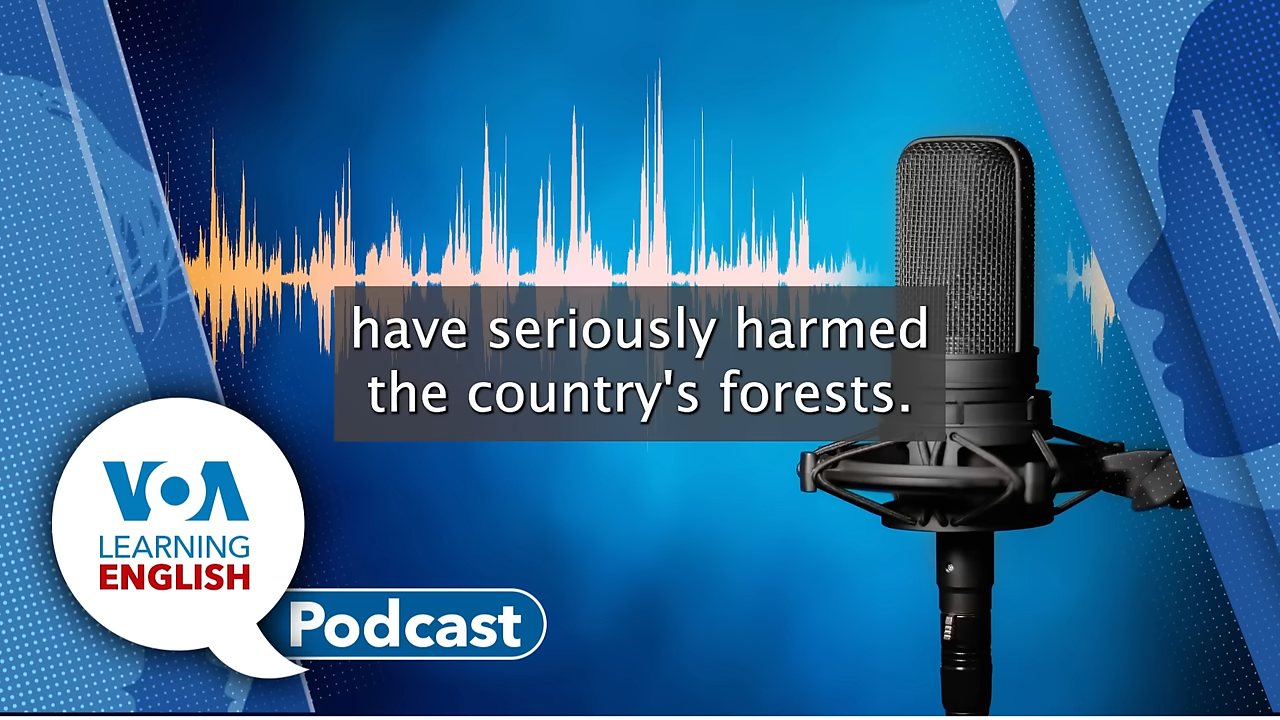 have seriously harmed
the country's forests.
VOA
LEARNING
ENGLISH
Podcast